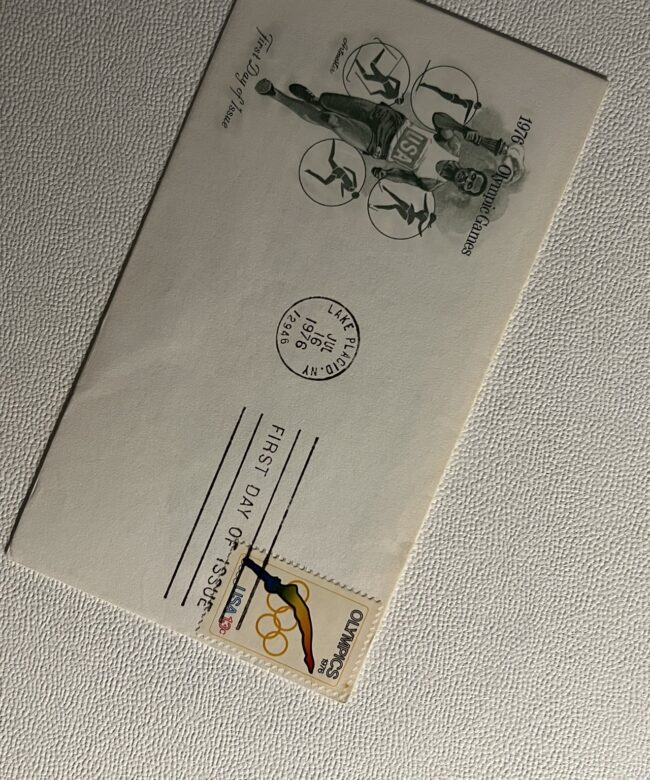 1976 Olympic Games
USA
Artmaster
First Day of Issue
LAKE PLACID, NY
JUL
16
1976
12946
FIRST DAY OF ISSUE
OLYMPICS
1976
USA 13c